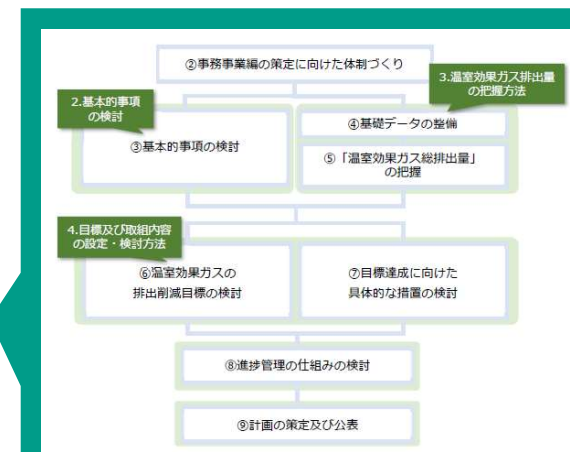 ②事務事業編の策定に向けた体制づくり
3.温室効果ガス排出量
の把握方法
2.基本的事項
の検討
③基本的事項の検討
④基礎データの整備
⑤「温室効果ガス総排出量」
の把握
4.目標及び取組内容
の設定・検討方法
⑥温室効果ガスの
排出削減目標の検討
⑦目標達成に向けた
具体的な措置の検討
⑧進捗管理の仕組みの検討
⑨計画の策定及び公表